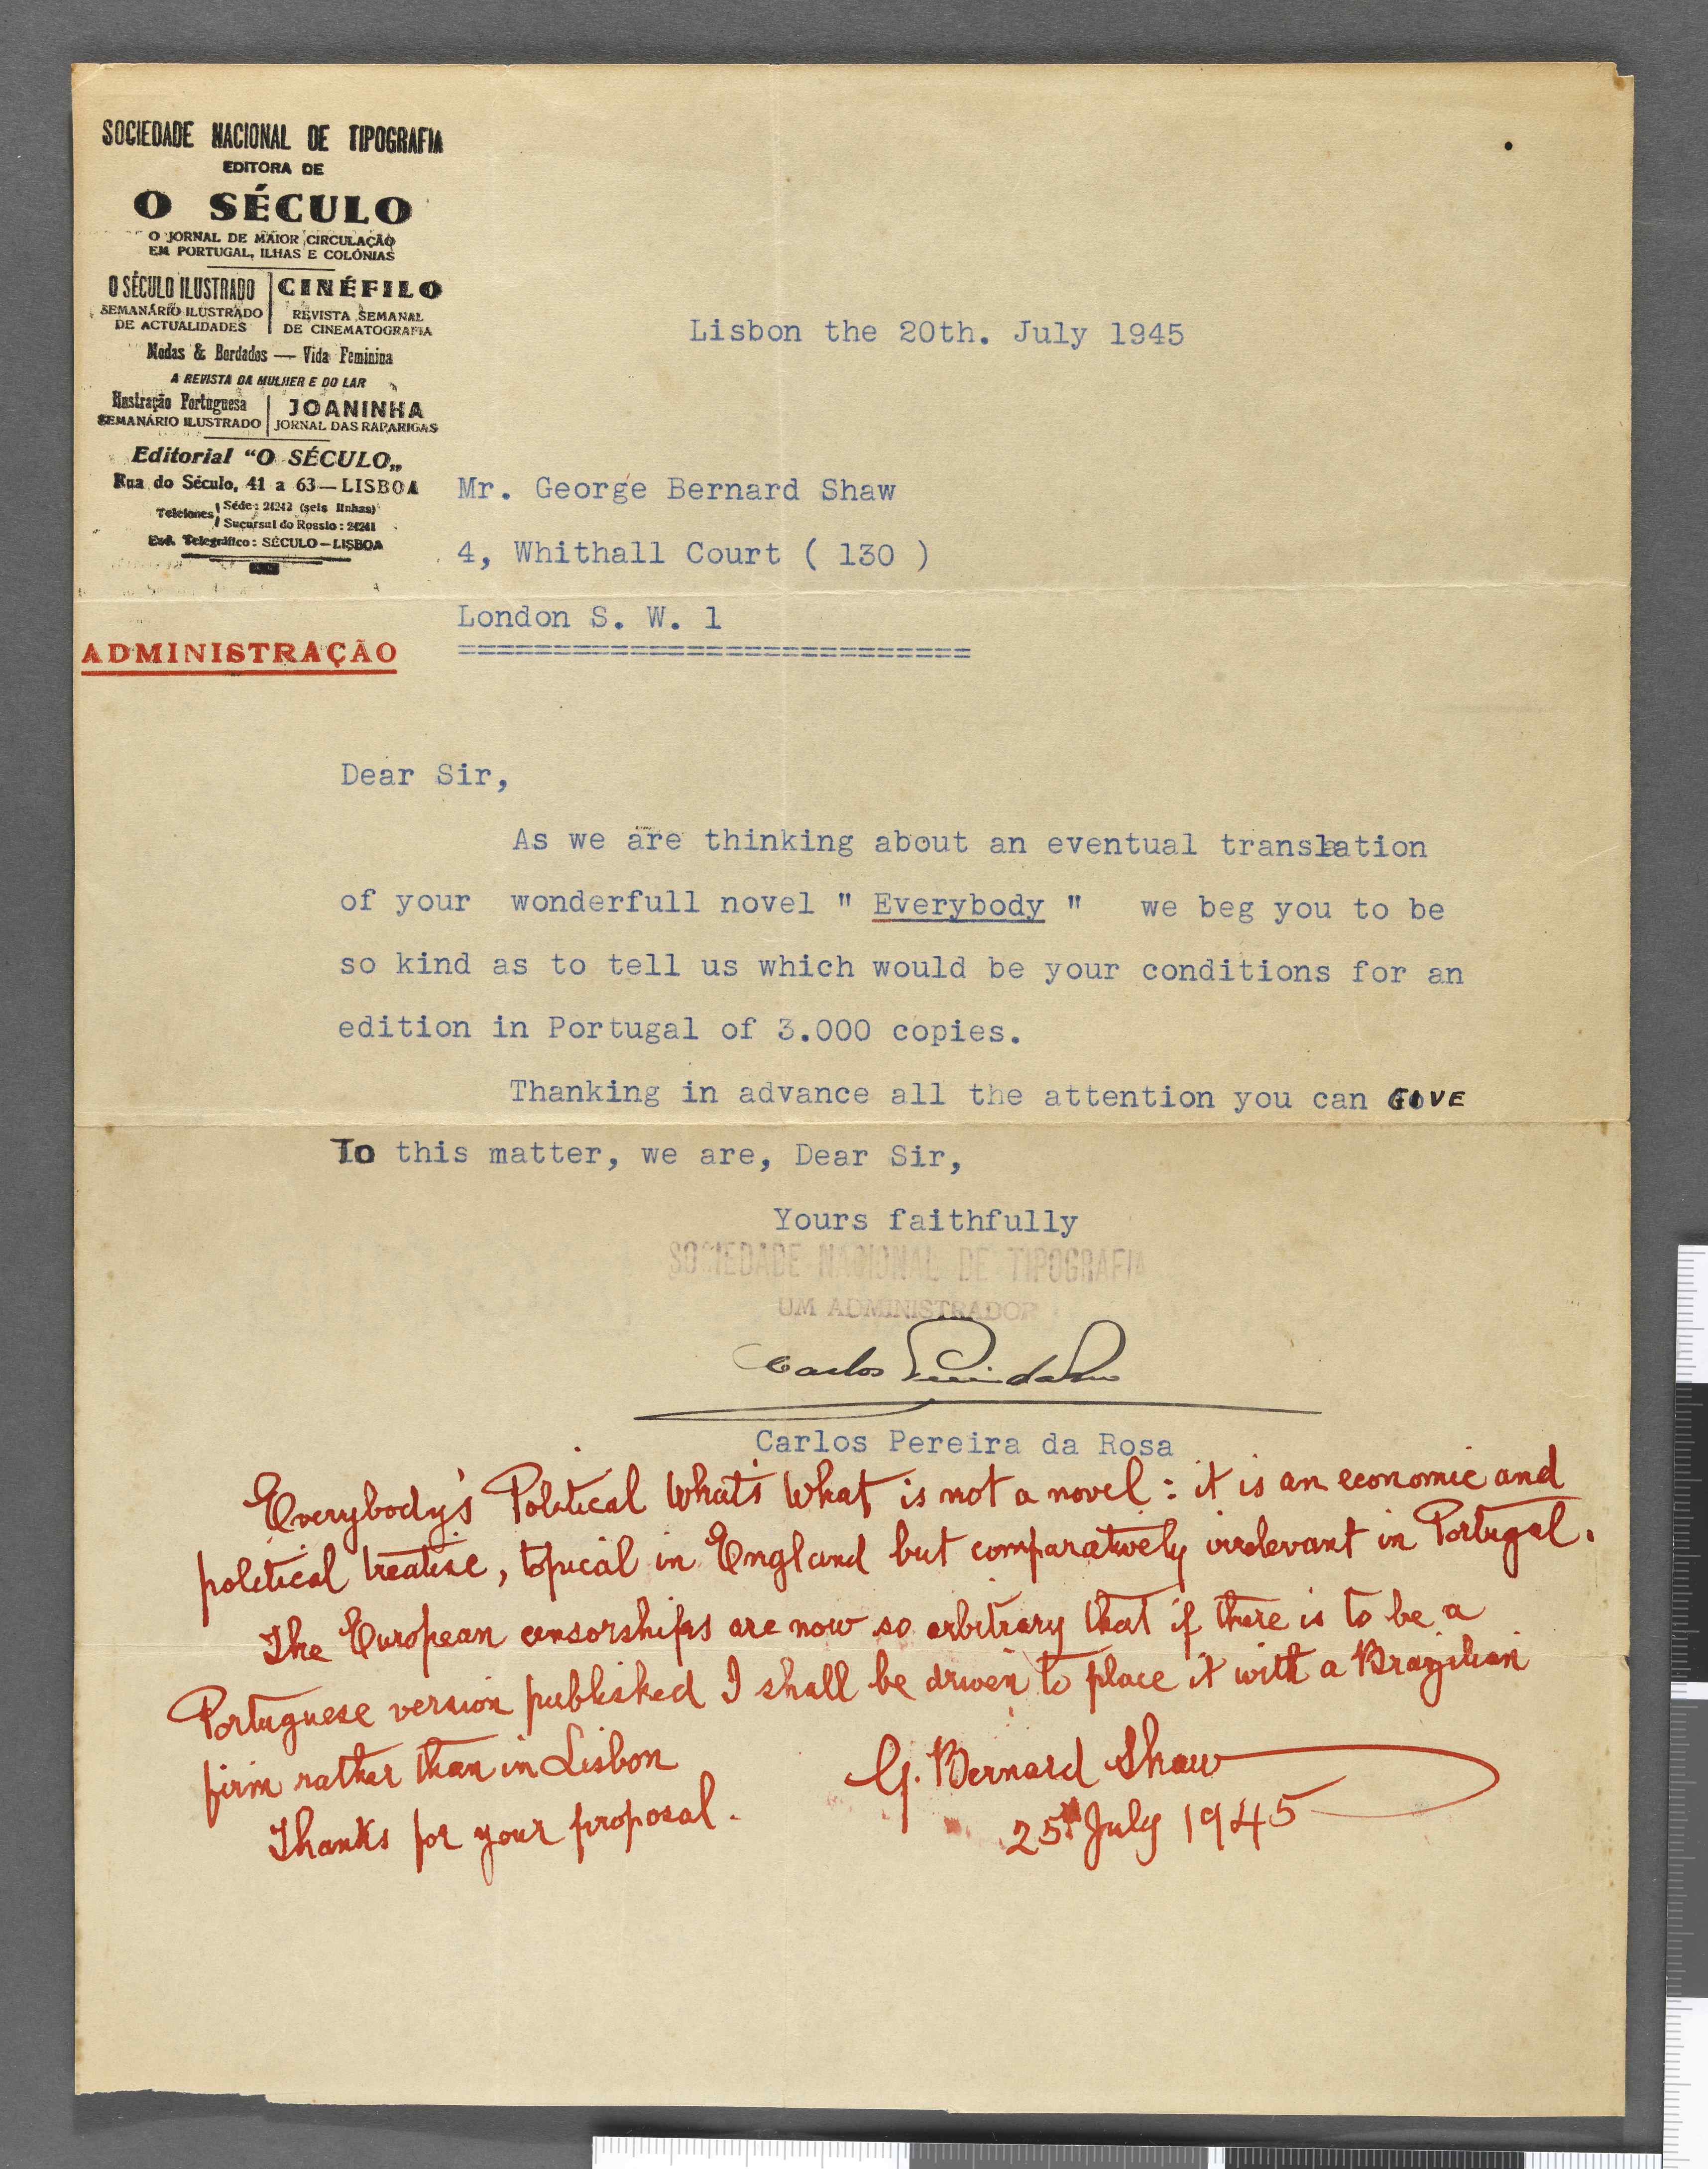 SOCIEDADE NACIONAL DE TIPOGRAFIA
EDITORA DE
O SÉCULO
O JORNAL DE MAIOR CIRCULAÇÃO
EM PORTUGAL, ILHAS E COLÓNIAS
O SÉCULO ILUSTRADO
SEMANÁRIO ILUSTRADO
DE ACTUALIDADES
CINÉFILO
REVISTA SEMANAL
DE CINEMATOGRAFIA
Modas & Bordados — Vida Feminina
A REVISTA DA MULHER E DO LAR
Ilustração Portuguesa
SEMANÁRIO ILUSTRADO
JOANINHA
JORNAL DAS RAPARIGAS
Editorial "O SÉCULO„
Rua do Século, 41 a 63—LISBOA
Telefones
Séde: 21242 (seis linhas)
Sucursal do Rossio: 24241
End. Telegráfico: SÉCULO—LISBOA
ADMINISTRAÇÃO
Lisbon the 20th. July 1945
Mr. George Bernard Shaw
4, Whithall Court ( 130 )
London S. W. 1
===========================
Dear Sir,
As we are thinking about an eventual translation
of your wonderfull novel " Everybody " we beg you to be
so kind as to tell us which would be your conditions for an
edition in Portugal of 3.000 copies.
Thanking in advance all the attention you can GIVE
To this matter, we are, Dear Sir,
Yours faithfully
SOCIEDADE NACIONAL DE TIPOGRAFIA
UM ADMINISTRADOR
Carlos
Carlos Pereira da Rosa
Everybody's Political What's What is not a novel: it is an economic and
political treatise, topical in England but comparatively irrelevant in Portugal.
The European censorships are now so arbitrary that if there is to be a
Portuguese version published I shall be driven to place it with a Brazilian
firm rather than in Lisbon
Thanks for your proposal.
G. Bernard Shaw
25th July 1945